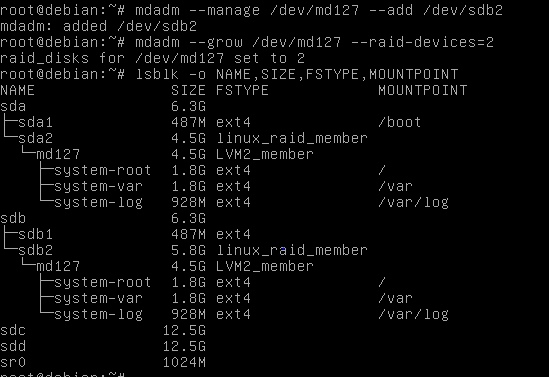 root@debian:~# mdadm --manage /dev/md127 --add /dev/sdb2
mdadm: added /dev/sdb2
root@debian:~# mdadm --grow /dev/md127 --raid-devices=2
raid_disks for /dev/md127 set to 2
root@debian:~# lsblk -o NAME,SIZE,FSTYPE,MOUNTPOINT
NAME                SIZE FSTYPE            MOUNTPOINT
sda                 6.3G
├─sda1              487M ext4              /boot
└─sda2              4.5G linux_raid_member
  └─md127           4.5G LVM2_member
    ├─system-root   1.8G ext4              /
    ├─system-var    1.8G ext4              /var
    └─system-log    928M ext4              /var/log
sdb                 6.3G
├─sdb1              487M ext4
└─sdb2              5.8G linux_raid_member
  └─md127           4.5G LVM2_member
    ├─system-root   1.8G ext4              /
    ├─system-var    1.8G ext4              /var
    └─system-log    928M ext4              /var/log
sdc                12.5G
sdd                12.5G
sr0                1024M
root@debian:~#